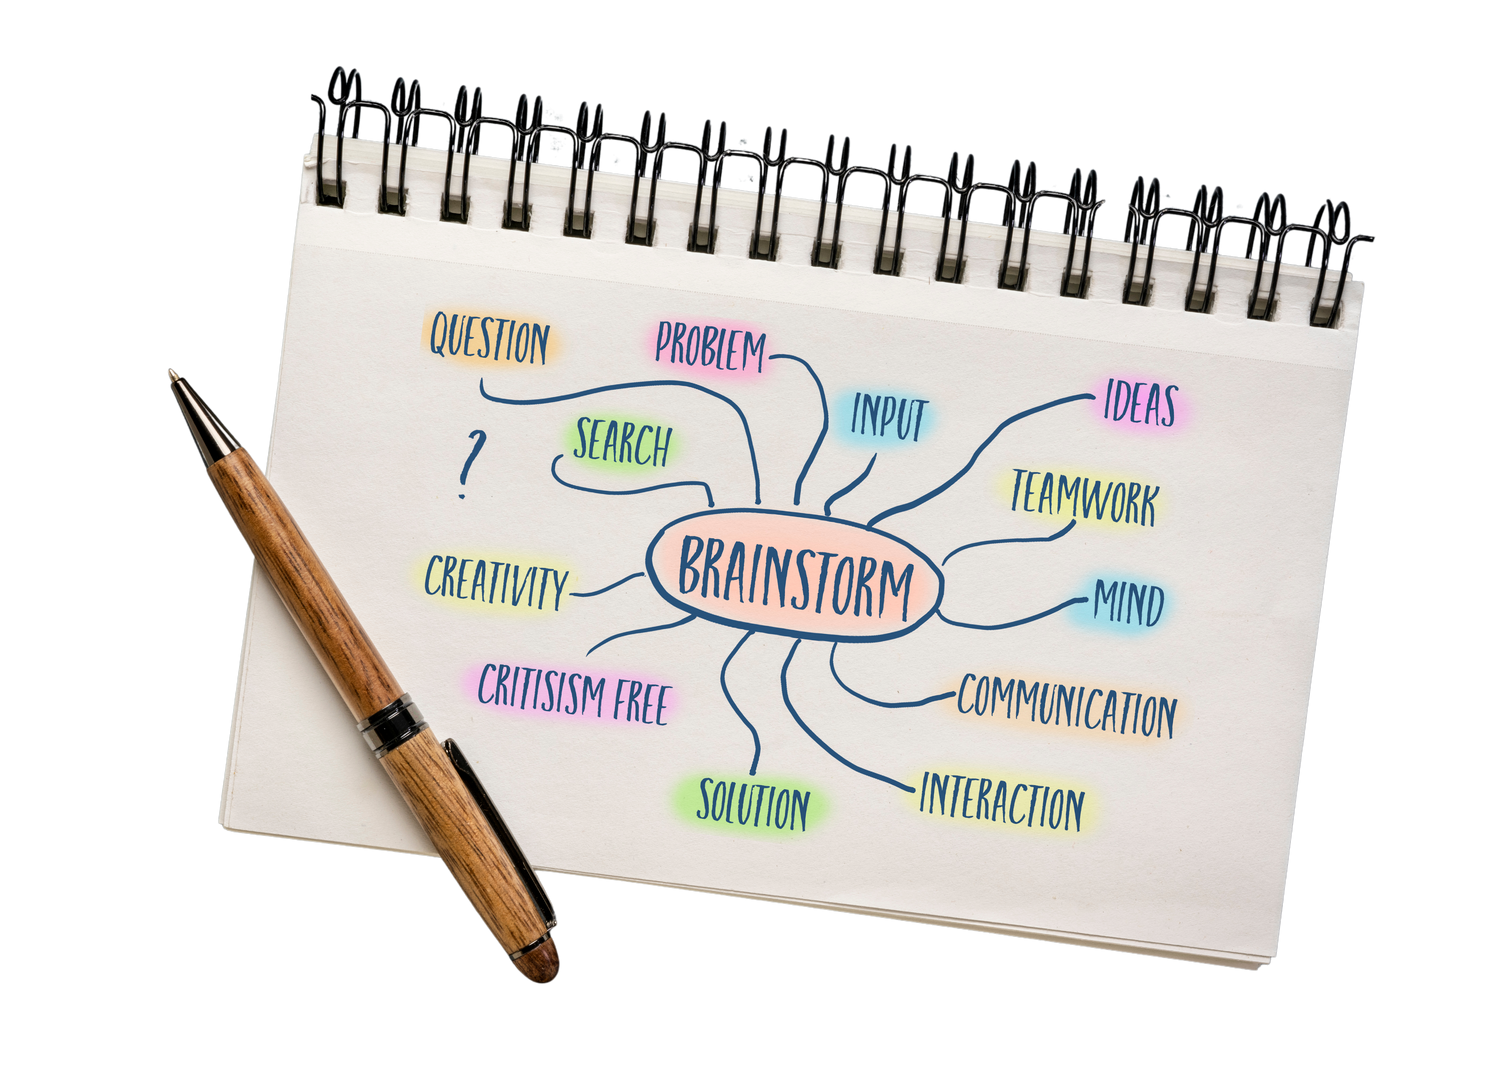 QUESTION
PROBLEM
IDEAS
INPUT
SEARCH
?
TEAMWORK
BRAINSTORM
CREATIVITY
MIND
CRITISISM FREE
COMMUNICATION
SOLUTION
INTERACTION